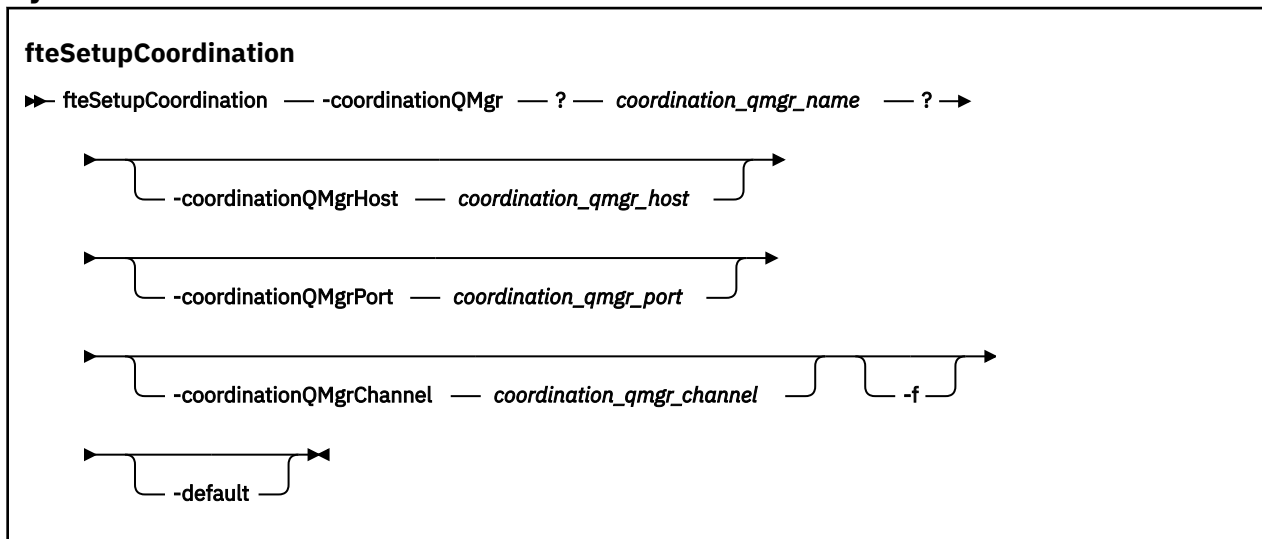 fteSetupCoordination
fteSetupCoordination -coordinationQMgr ? coordination_qmgr_name ?
-coordinationQMgrHost coordination_qmgr_host
-coordinationQMgrPort coordination_qmgr_port
-coordinationQMgrChannel coordination_qmgr_channel -f
-default